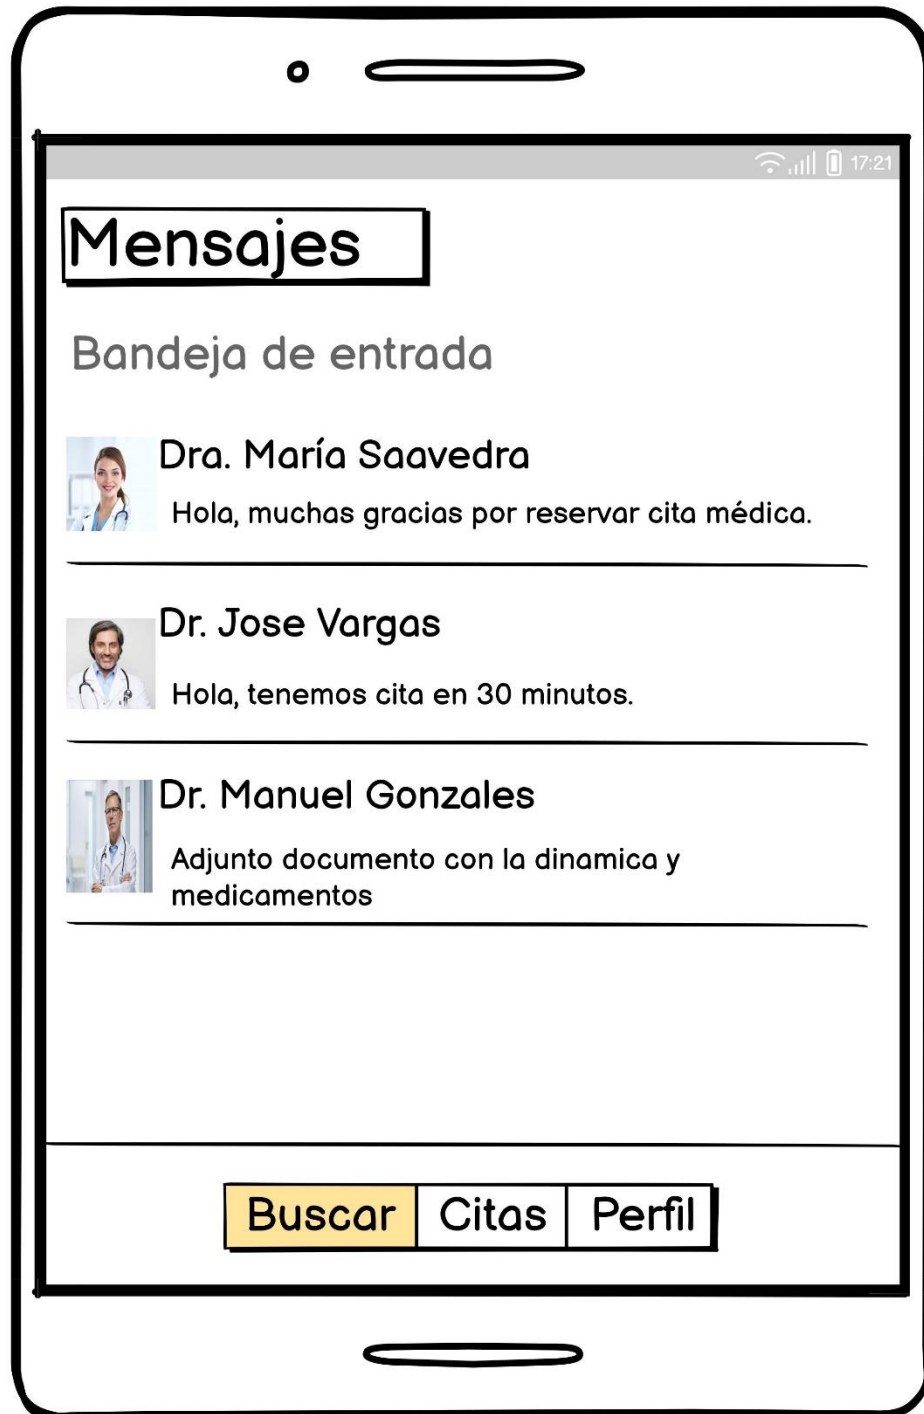 17:21
Mensajes
Bandeja de entrada
Dra. María Saavedra
Hola, muchas gracias por reservar cita médica.
Dr. Jose Vargas
Hola, tenemos cita en 30 minutos.
Dr. Manuel Gonzales
Adjunto documento con la dinamica y
medicamentos
Buscar Citas Perfil